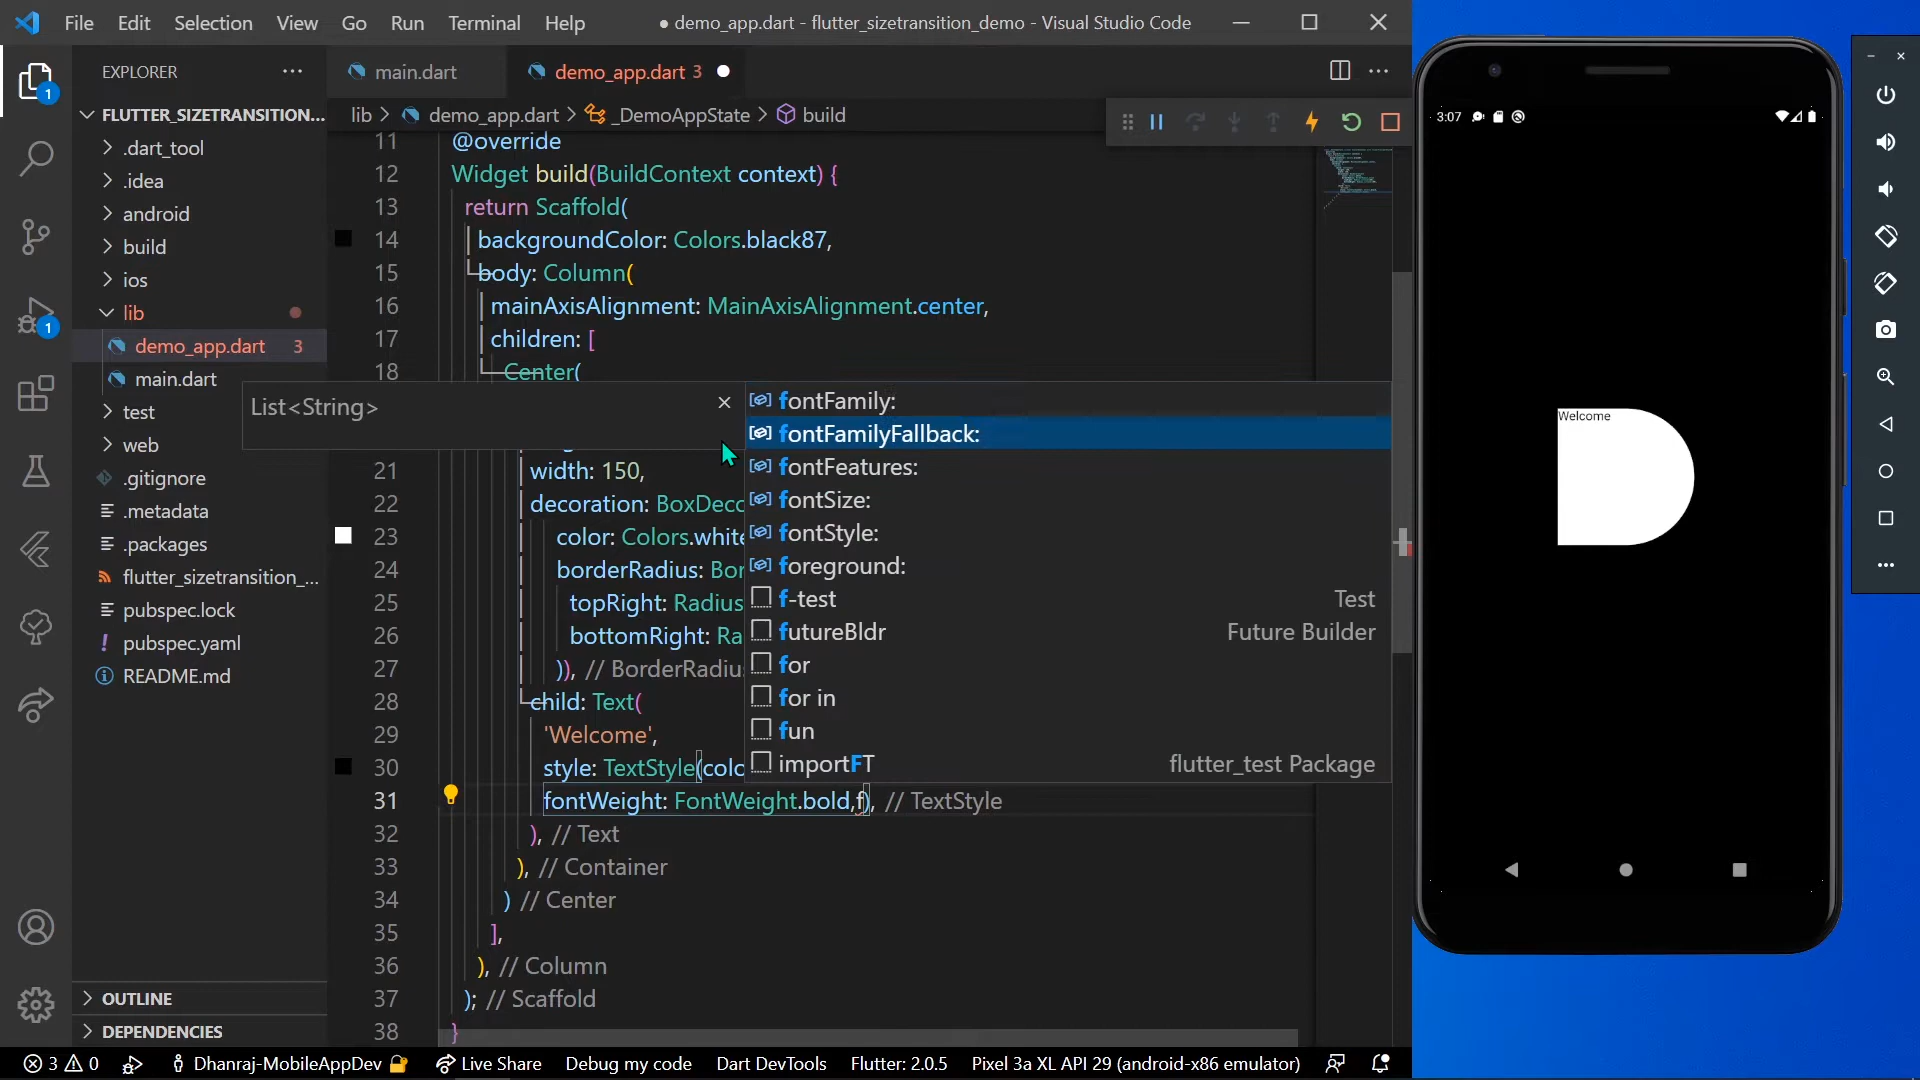 File Edit Selection View Go Run Terminal Help
● demo_app.dart - flutter_sizetransition_demo - Visual Studio Code
EXPLORER
main.dart
demo_app.dart 3
FLUTTER_SIZETRANSITION...
lib > demo_app.dart > _DemoAppState > build
.dart_tool
.idea
android
build
ios
lib
demo_app.dart 3
main.dart
test
web
.gitignore
.metadata
.packages
flutter_sizetransition_...
pubspec.lock
pubspec.yaml
README.md
OUTLINE
DEPENDENCIES
1
1
11 @override
12 Widget build(BuildContext context) {
13 return Scaffold(
14 backgroundColor: Colors.black87,
15 body: Column(
16 mainAxisAlignment: MainAxisAlignment.center,
17 children: [
18 Center(
21 width: 150,
22 decoration: BoxDeco
23 color: Colors.white
24 borderRadius: Bor
25 topRight: Radius
26 bottomRight: Ra
27 )), // BorderRadiu
28 child: Text(
29 'Welcome',
30 style: TextStyle(colo
31 fontWeight: FontWeight.bold,f), // TextStyle
32 ), // Text
33 ), // Container
34 ) // Center
35 ],
36 ), // Column
37 ); // Scaffold
38 }
List<String>
fontFamily:
fontFamilyFallback:
fontFeatures:
fontSize:
fontStyle:
foreground:
f-test Test
futureBldr Future Builder
for
for in
fun
importFT flutter_test Package
3:07
Welcome
3 0 Dhanraj-MobileAppDev Live Share Debug my code Dart DevTools Flutter: 2.0.5 Pixel 3a XL API 29 (android-x86 emulator)